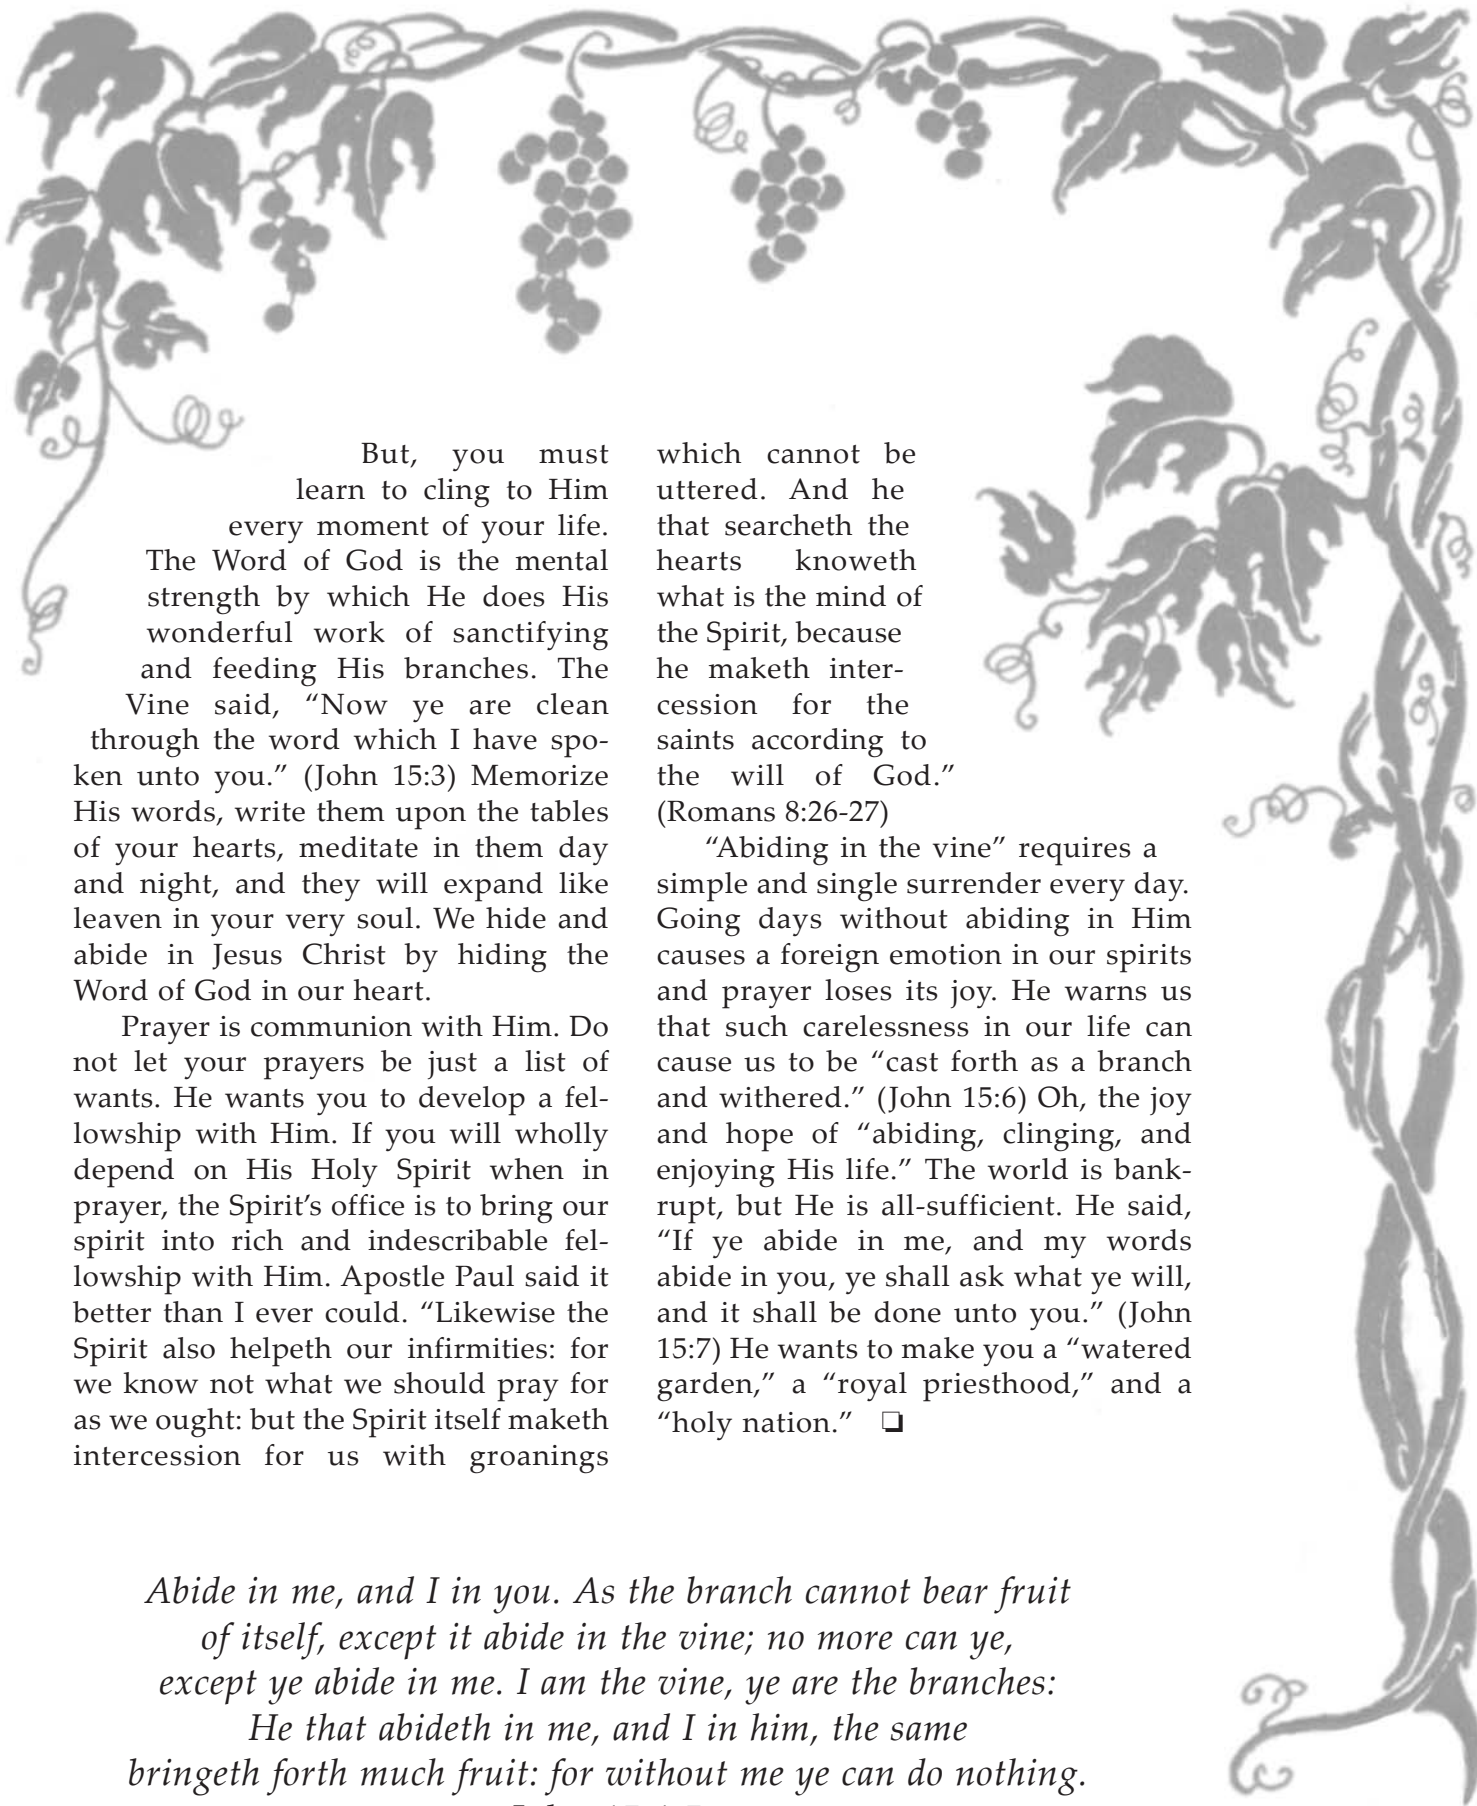 But, you must
learn to cling to Him
every moment of your life.
The Word of God is the mental
strength by which He does His
wonderful work of sanctifying
and feeding His branches. The
Vine said, “Now ye are clean
through the word which I have spo-
ken unto you.” (John 15:3) Memorize
His words, write them upon the tables
of your hearts, meditate in them day
and night, and they will expand like
leaven in your very soul. We hide and
abide in Jesus Christ by hiding the
Word of God in our heart.
Prayer is communion with Him. Do
not let your prayers be just a list of
wants. He wants you to develop a fel-
lowship with Him. If you will wholly
depend on His Holy Spirit when in
prayer, the Spirit’s office is to bring our
spirit into rich and indescribable fel-
lowship with Him. Apostle Paul said it
better than I ever could. “Likewise the
Spirit also helpeth our infirmities: for
we know not what we should pray for
as we ought: but the Spirit itself maketh
intercession for us with groanings
which cannot be
uttered. And he
that searcheth the
hearts knoweth
what is the mind of
the Spirit, because
he maketh inter-
cession for the
saints according to
the will of God.”
(Romans 8:26-27)
“Abiding in the vine” requires a
simple and single surrender every day.
Going days without abiding in Him
causes a foreign emotion in our spirits
and prayer loses its joy. He warns us
that such carelessness in our life can
cause us to be “cast forth as a branch
and withered.” (John 15:6) Oh, the joy
and hope of “abiding, clinging, and
enjoying His life.” The world is bank-
rupt, but He is all-sufficient. He said,
“If ye abide in me, and my words
abide in you, ye shall ask what ye will,
and it shall be done unto you.” (John
15:7) He wants to make you a “watered
garden,” a “royal priesthood,” and a
“holy nation.” ❏
Abide in me, and I in you. As the branch cannot bear fruit
of itself, except it abide in the vine; no more can ye,
except ye abide in me. I am the vine, ye are the branches:
He that abideth in me, and I in him, the same
bringeth forth much fruit: for without me ye can do nothing.